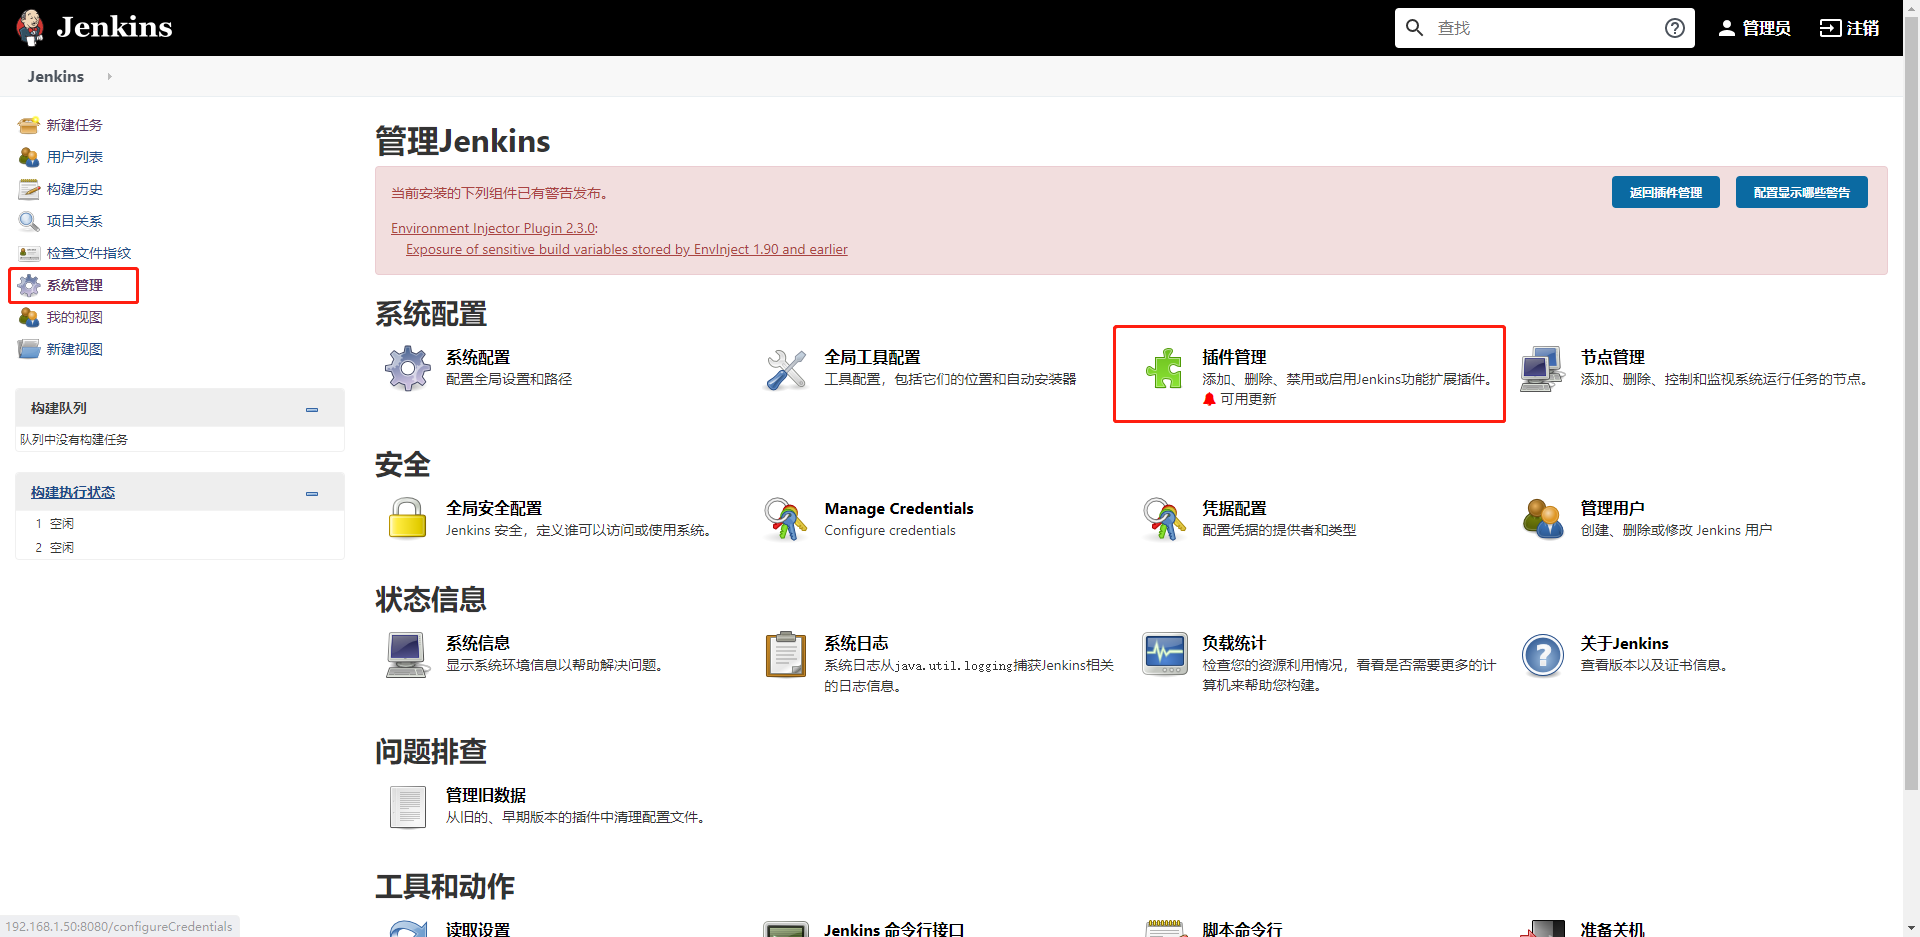 Jenkins
查找
管理员
注销
Jenkins
新建任务
用户列表
构建历史
项目关系
检查文件指纹
系统管理
我的视图
新建视图
构建队列
队列中没有构建任务
构建执行状态
1 空闲
2 空闲
管理Jenkins
当前安装的下列组件已有警告发布。
返回插件管理
配置显示哪些警告
Environment Injector Plugin 2.3.0:
Exposure of sensitive build variables stored by EnvInject 1.90 and earlier
系统配置
系统配置
配置全局设置和路径
全局工具配置
工具配置，包括它们的位置和自动安装器
插件管理
添加、删除、禁用或启用Jenkins功能扩展插件。
可用更新
节点管理
添加、删除、控制和监视系统运行任务的节点。
安全
全局安全配置
Jenkins 安全，定义谁可以访问或使用系统。
Manage Credentials
Configure credentials
凭据配置
配置凭据的提供者和类型
管理用户
创建、删除或修改 Jenkins 用户
状态信息
系统信息
显示系统环境信息以帮助解决问题。
系统日志
系统日志从java.util.logging捕获Jenkins相关
的日志信息。
负载统计
检查您的资源利用情况，看看是否需要更多的计
算机来帮助您构建。
关于Jenkins
查看版本以及证书信息。
问题排查
管理旧数据
从旧的、早期版本的插件中清理配置文件。
工具和动作
读取设置
Jenkins 命令行接口
脚本命令行
准备关机
192.168.1.50:8080/configureCredentials